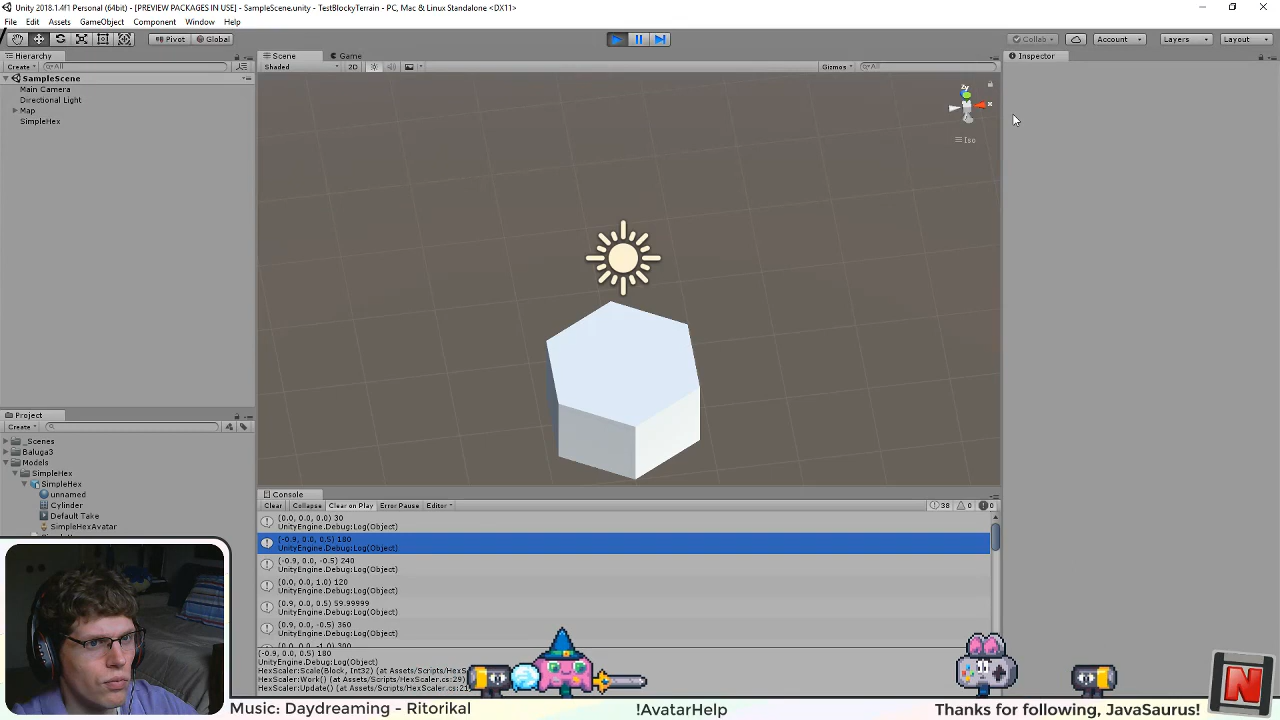 Unity 2018.1.4f1 Personal (64bit) - [PREVIEW PACKAGES IN USE] - SampleScene.unity - TestBlockyTerrain - PC, Mac & Linux Standalone <DX11>
File Edit Assets GameObject Component Window Help
Pivot Global Collab Account Layers Layout
Hierarchy Scene Game Inspector
Create All Shaded 2D Gizmos All
SampleScene
Main Camera
Directional Light
Map
SimpleHex
zy
x
Iso
Project
Create
_Scenes
Baluga3
Models
SimpleHex
SimpleHex
unnamed
Cylinder
Default Take
SimpleHexAvatar
Console
Clear Collapse Clear on Play Error Pause Editor 38 0 0
(0.0, 0.0, 0.0) 30
UnityEngine.Debug:Log(Object)
(-0.9, 0.0, 0.5) 180
UnityEngine.Debug:Log(Object)
(-0.9, 0.0, -0.5) 240
UnityEngine.Debug:Log(Object)
(0.0, 0.0, 1.0) 120
UnityEngine.Debug:Log(Object)
(0.9, 0.0, 0.5) 59.99999
UnityEngine.Debug:Log(Object)
(0.9, 0.0, -0.5) 360
UnityEngine.Debug:Log(Object)
(0.0, 0.0, -1.0) 300
(-0.9, 0.0, 0.5) 180
UnityEngine.Debug:Log(Object)
HexScaler:Scale(Block, Int32) (at Assets/Scripts/HexS
HexScaler:Work() (at Assets/Scripts/HexScaler.cs:29)
HexScaler:Update() (at Assets/Scripts/HexScaler.cs:21
Music: Daydreaming - Ritorikal
!AvatarHelp
Thanks for following, JavaSaurus!
N